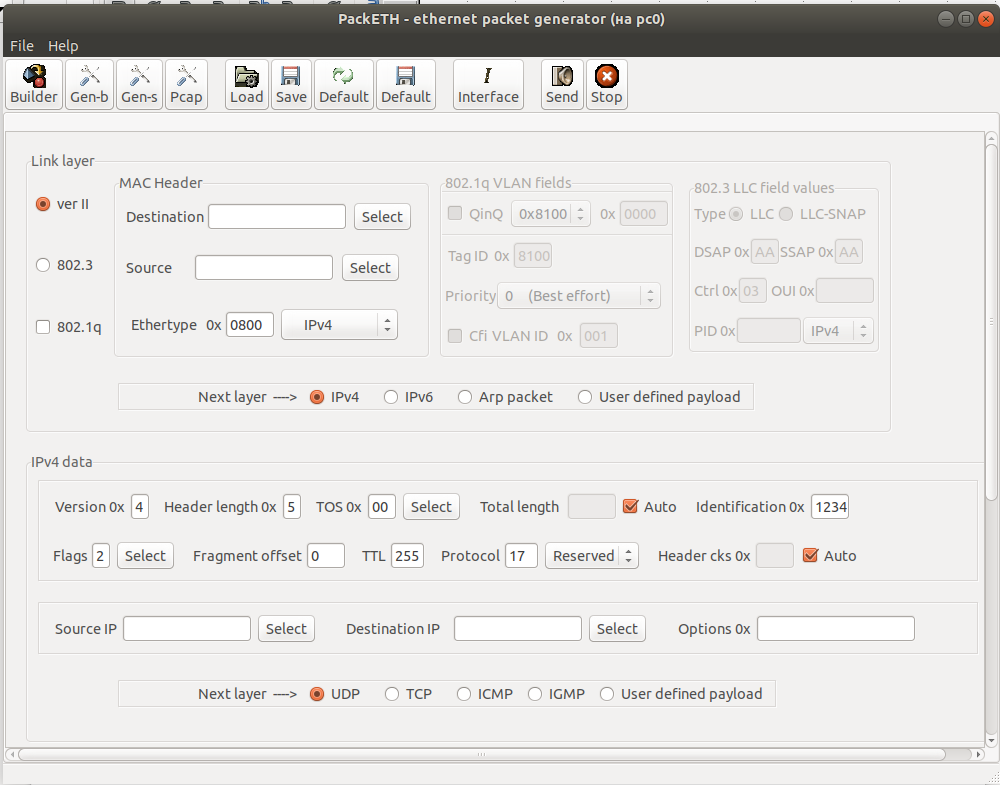 PackETH - ethernet packet generator (на pc0)
File Help
Builder Gen-b Gen-s Pcap Load Save Default Default Interface Send Stop
Link layer
ver II
802.3
802.1q
MAC Header
Destination Select
Source Select
Ethertype 0x 0800 IPv4
802.1q VLAN fields
QinQ 0x8100 0x 0000
Tag ID 0x 8100
Priority 0 (Best effort)
Cfi VLAN ID 0x 001
802.3 LLC field values
Type LLC LLC-SNAP
DSAP 0x AA SSAP 0x AA
Ctrl 0x 03 OUI 0x
PID 0x IPv4
Next layer ----> IPv4 IPv6 Arp packet User defined payload
IPv4 data
Version 0x 4 Header length 0x 5 TOS 0x 00 Select Total length Auto Identification 0x 1234
Flags 2 Select Fragment offset 0 TTL 255 Protocol 17 Reserved Header cks 0x Auto
Source IP Select Destination IP Select Options 0x
Next layer ----> UDP TCP ICMP IGMP User defined payload